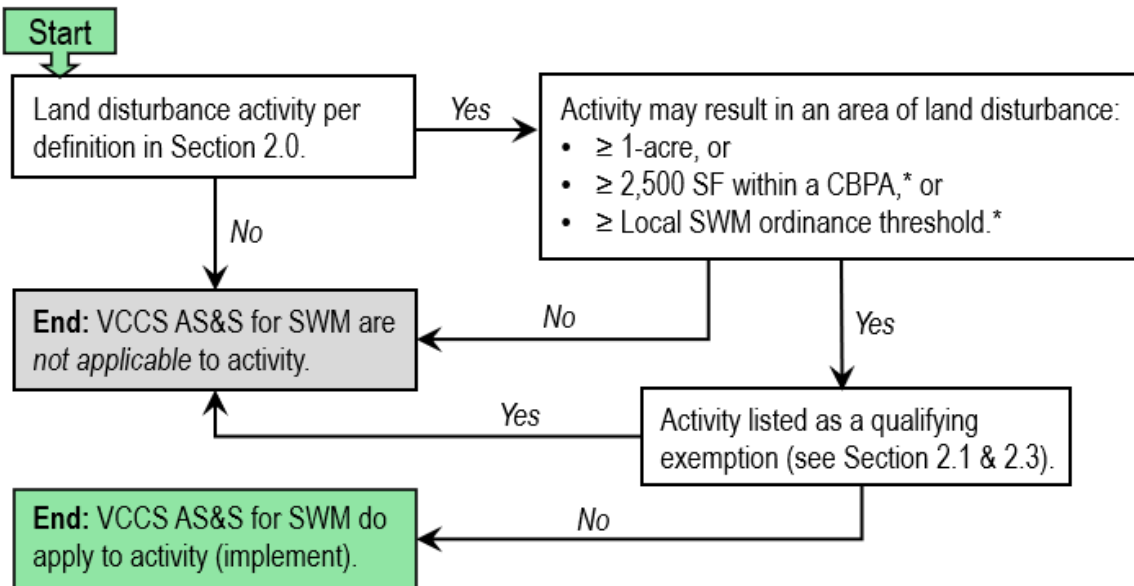 Start
Land disturbance activity per
definition in Section 2.0.
Yes
Activity may result in an area of land disturbance:
• ≥ 1-acre, or
• ≥ 2,500 SF within a CBPA,* or
• ≥ Local SWM ordinance threshold.*
No
End: VCCS AS&S for SWM are
not applicable to activity.
No
Yes
Yes
Activity listed as a qualifying
exemption (see Section 2.1 & 2.3).
End: VCCS AS&S for SWM do
apply to activity (implement).
No